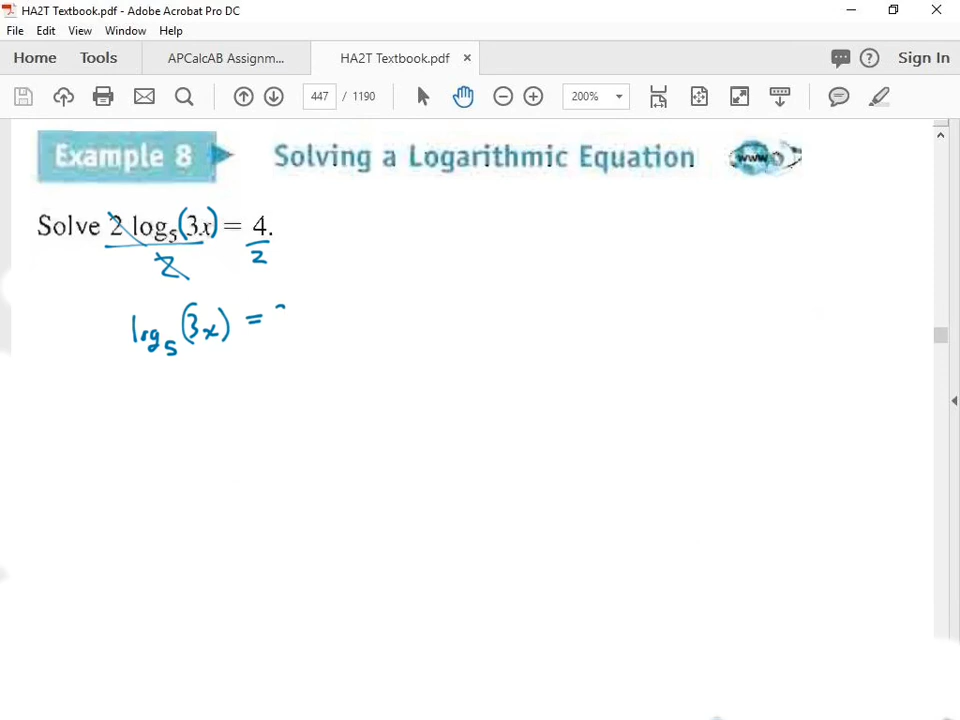 HA2T Textbook.pdf - Adobe Acrobat Pro DC
File Edit View Window Help
Home Tools APCalcAB Assignm... HA2T Textbook.pdf × Sign In
447 / 1190 200%
Example 8 Solving a Logarithmic Equation www
Solve 2 log₅(3x) = 4.
2 2
log₅(3x) =